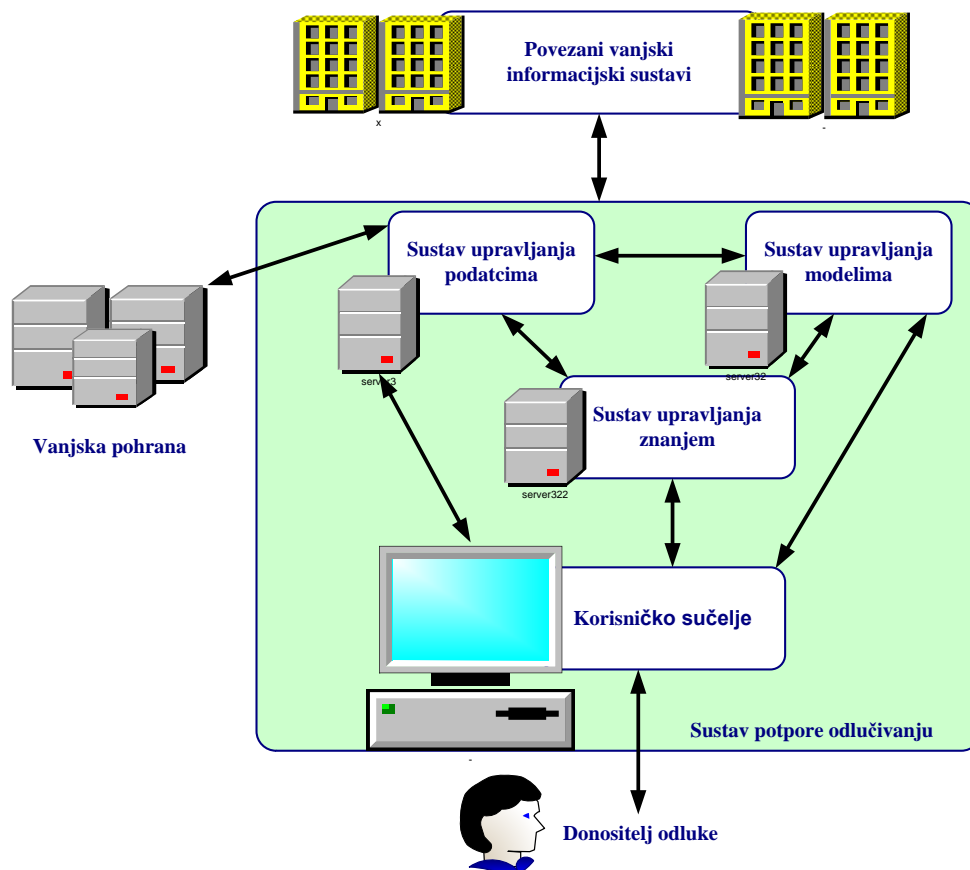 Povezani vanjski
informacijski sustavi
x
-
Sustav upravljanja
podatcima
Sustav upravljanja
modelima
server3
server32
Sustav upravljanja
znanjem
Vanjska pohrana
server322
Korisničko sučelje
Sustav potpore odlučivanju
-
Donositelj odluke